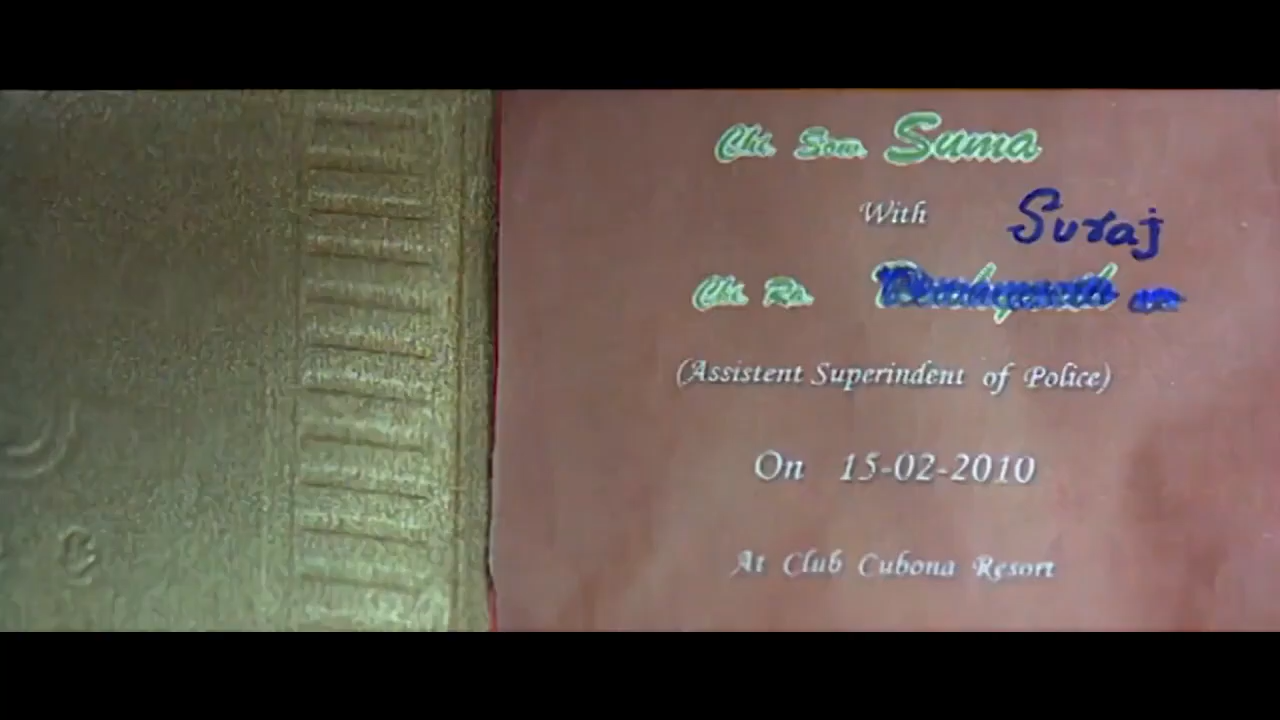 Chi. Sow. Suma
With
Suraj
Chi. Ra.
(Assistent Superindent of Police)
On 15-02-2010
At Club Cubona Resort